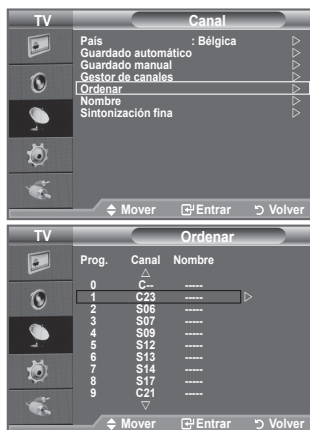 TV Canal
País : Bélgica
Guardado automático
Guardado manual
Gestor de canales
Ordenar
Nombre
Sintonización fina
Mover Entrar Volver
TV Ordenar
Prog. Canal Nombre
0 C-- -----
1 C23 -----
2 S06 -----
3 S07 -----
4 S09 -----
5 S12 -----
6 S13 -----
7 S14 -----
8 S17 -----
9 C21 -----
Mover Entrar Volver